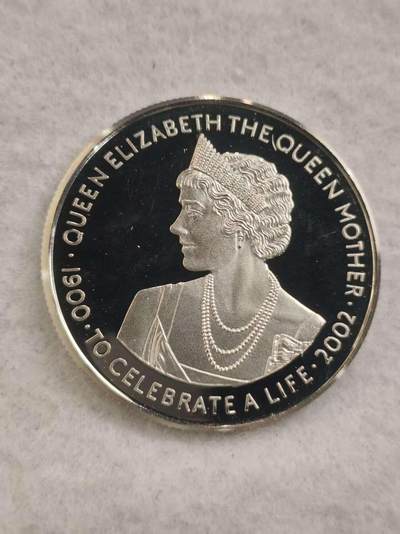 1900 · QUEEN ELIZABETH THE QUEEN MOTHER · 2002 ·
TO CELEBRATE A LIFE ·